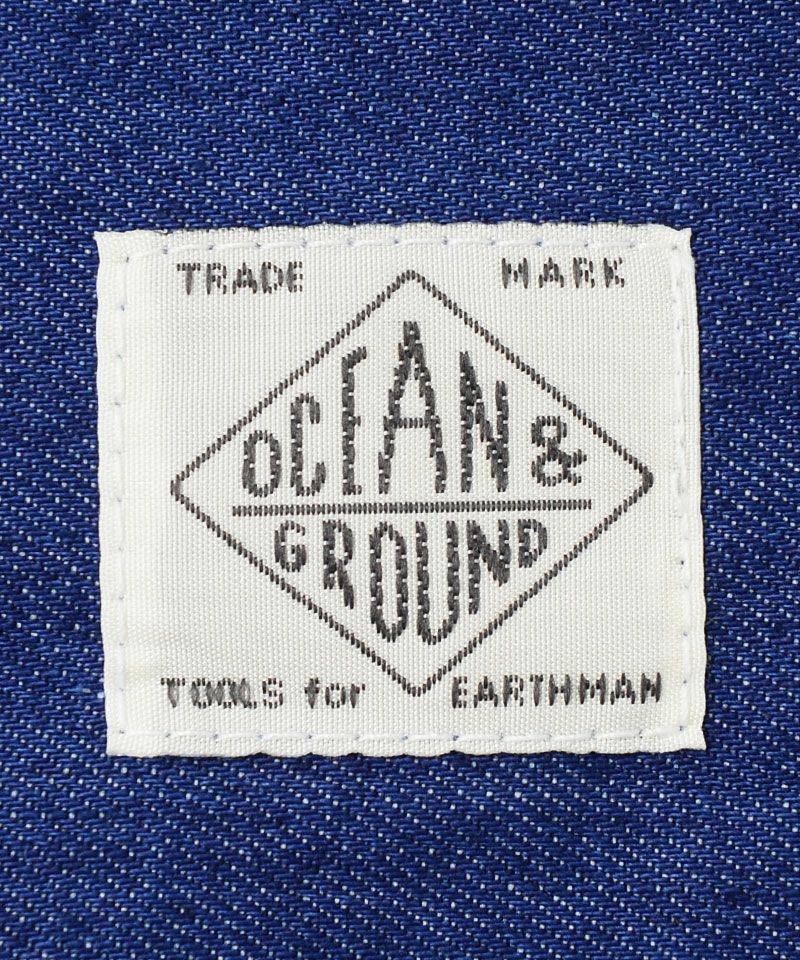 TRADE MARK
OCEAN &
GROUND
TOOLS for EARTHMAN